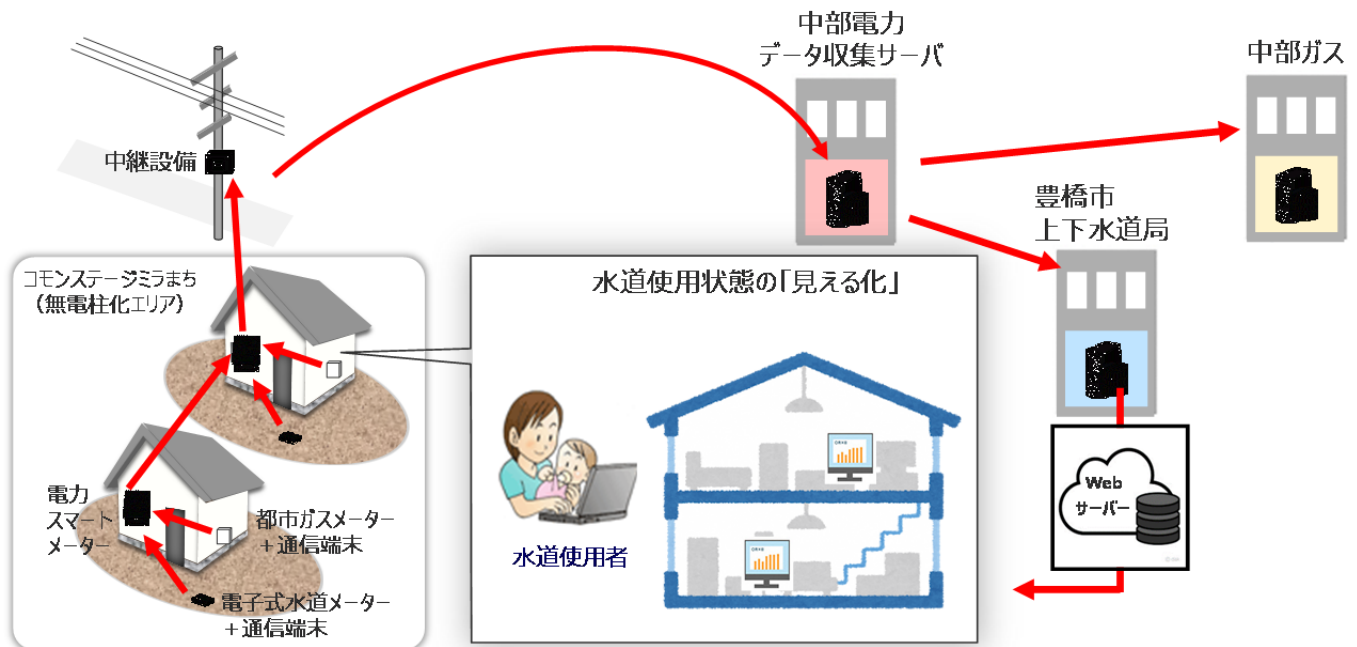 中部電力
データ収集サーバ
中部ガス
中継設備
豊橋市
上下水道局
コモンステージミラまち
（無電柱化エリア）
水道使用状態の「見える化」
電力
スマート
メーター
都市ガスメーター
＋通信端末
電子式水道メーター
＋通信端末
水道使用者
Web
サーバー